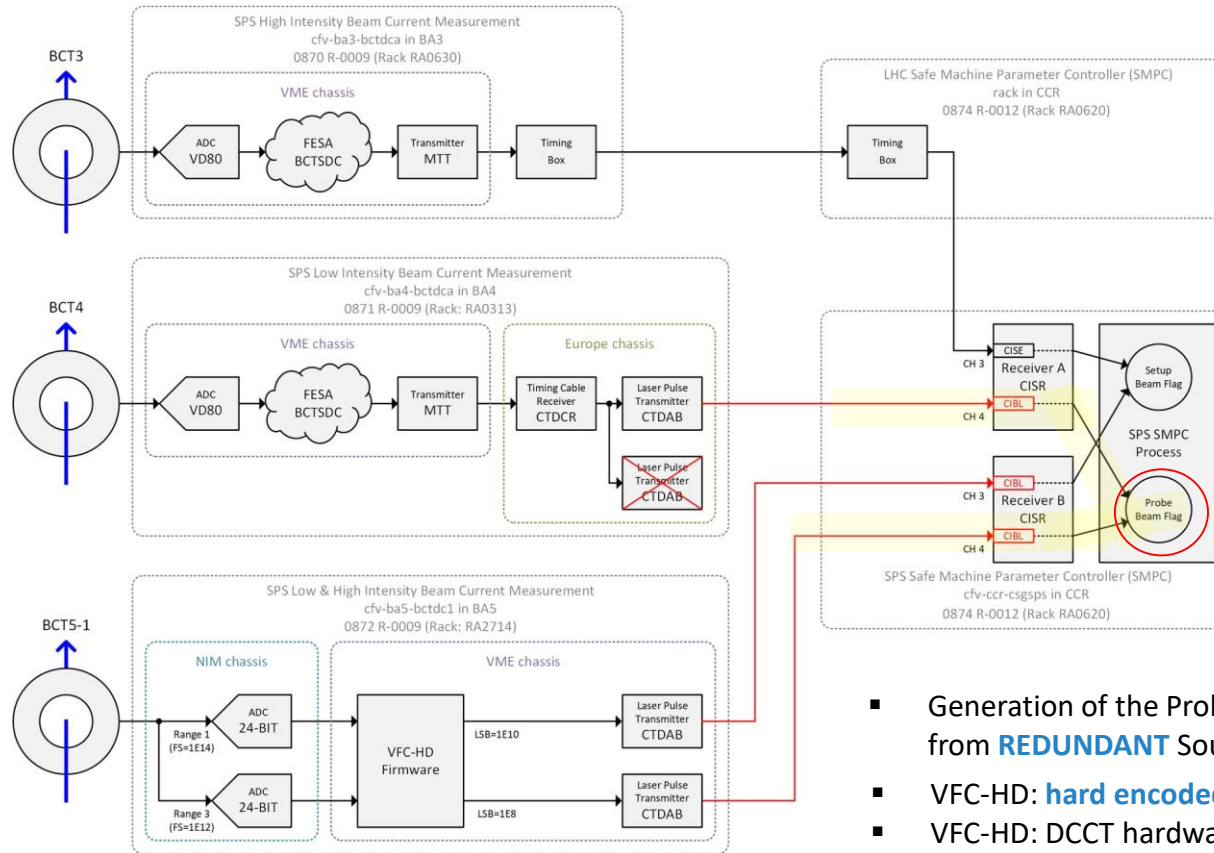 SPS High Intensity Beam Current Measurement
cfv-ba3-bctdca in BA3
0870 R-0009 (Rack RA0630)
BCT3
VME chassis
ADC
VD80
FESA
BCTSDC
Transmitter
MTT
Timing
Box
LHC Safe Machine Parameter Controller (SMPC)
rack in CCR
0874 R-0012 (Rack RA0620)
Timing
Box
SPS Low Intensity Beam Current Measurement
cfv-ba4-bctdca in BA4
0871 R-0009 (Rack: RA0313)
BCT4
VME chassis
ADC
VD80
FESA
BCTSDC
Transmitter
MTT
Europe chassis
Timing Cable
Receiver
CTDCR
Laser Pulse
Transmitter
CTDAB
Laser Pulse
Transmitter
CTDAB
CH 3
CISE
Receiver A
CISR
CH 4
CIBL
CH 3
CIBL
Receiver B
CISR
CH 4
CIBL
Setup
Beam Flag
SPS SMPC
Process
Probe
Beam Flag
SPS Safe Machine Parameter Controller (SMPC)
cfv-ccr-csgsps in CCR
0874 R-0012 (Rack RA0620)
SPS Low & High Intensity Beam Current Measurement
cfv-ba5-bctdc1 in BA5
0872 R-0009 (Rack: RA2714)
BCT5-1
NIM chassis
Range 1
(FS=1E14)
ADC
24-BIT
Range 3
(FS=1E12)
ADC
24-BIT
VME chassis
VFC-HD
Firmware
LSB=1E10
LSB=1E8
Laser Pulse
Transmitter
CTDAB
Laser Pulse
Transmitter
CTDAB
▪ Generation of the Prol
from REDUNDANT Sou
▪ VFC-HD: hard encoded
▪ VFC-HD: DCCT hardwa